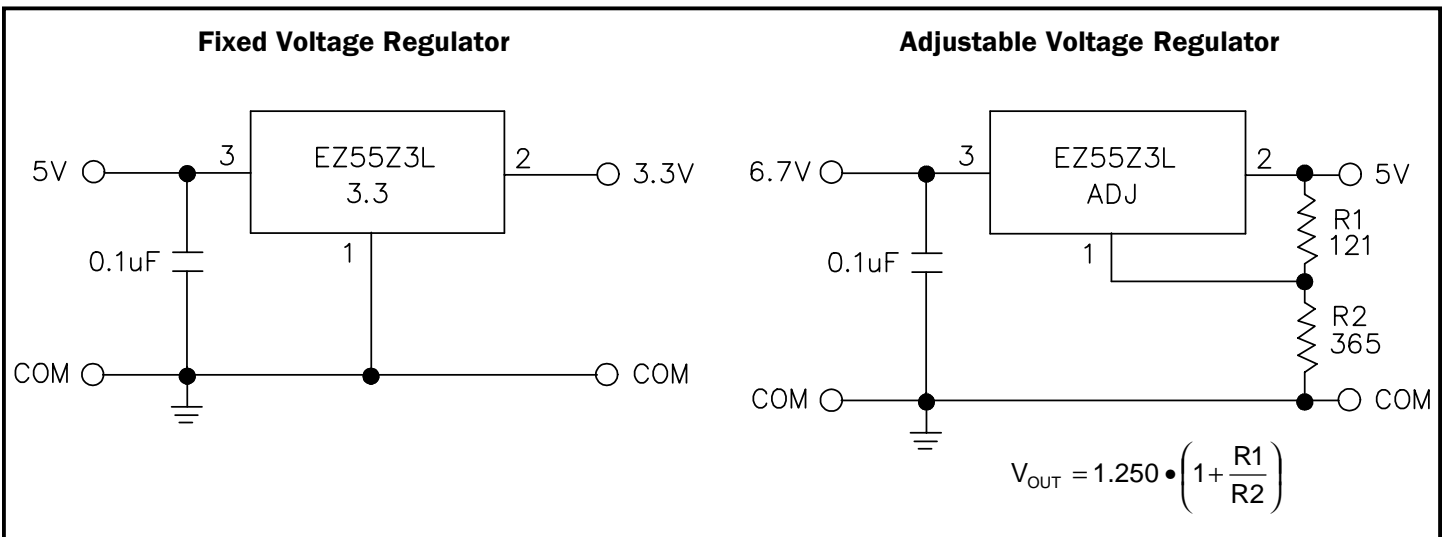 Fixed Voltage Regulator
5V
3
EZ55Z3L
3.3
2
3.3V
1
0.1uF
COM
COM
Adjustable Voltage Regulator
6.7V
3
EZ55Z3L
ADJ
2
5V
R1
121
1
0.1uF
R2
365
COM
COM
V_OUT = 1.250 • (1 + R1/R2)